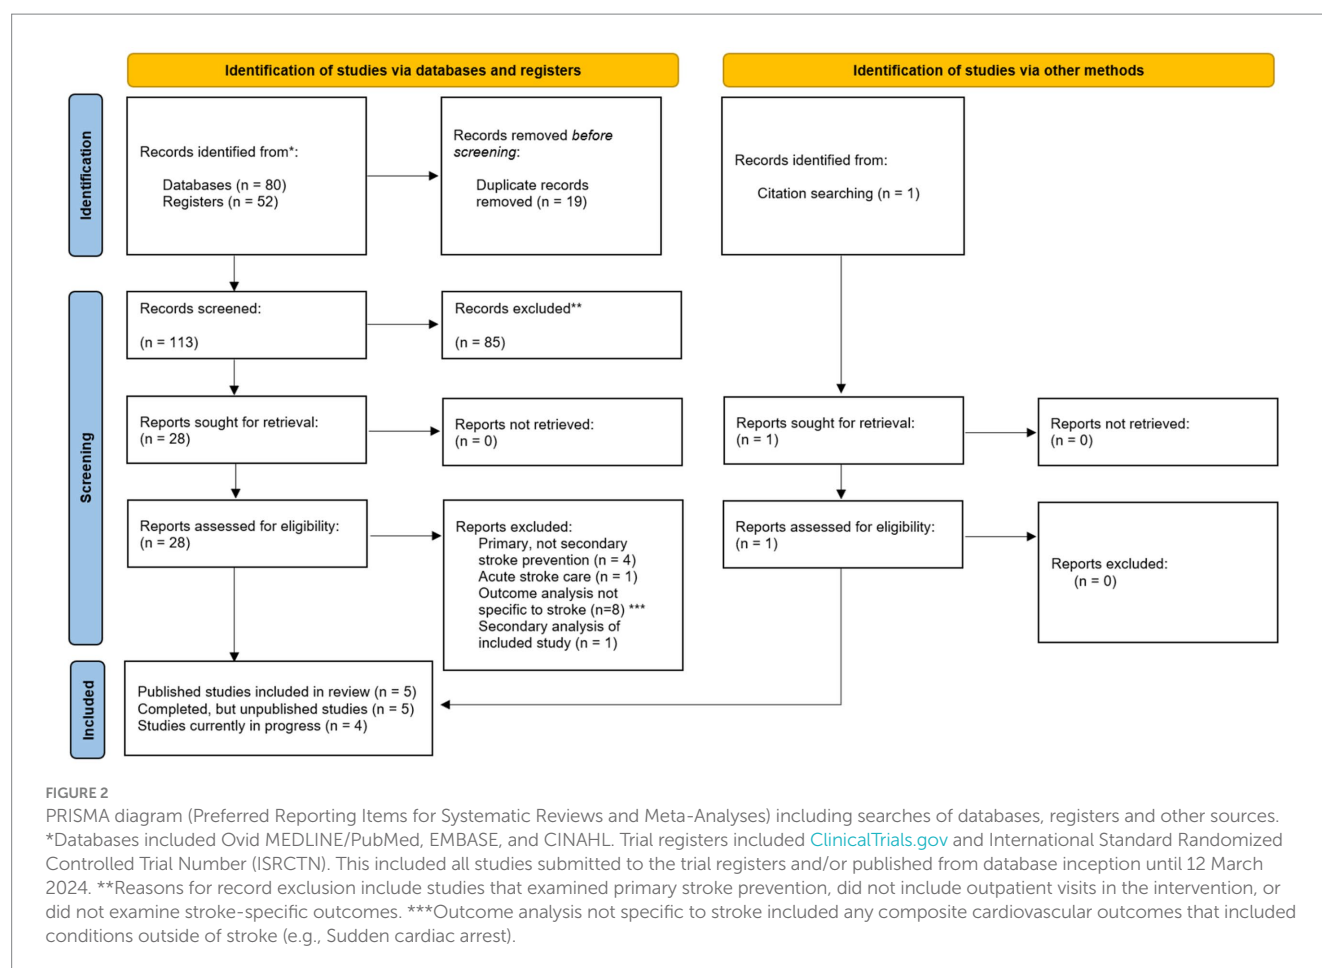 Identification of studies via databases and registers
Identification of studies via other methods
Identification
Records identified from*:
Databases (n = 80)
Registers (n = 52)
Records removed before
screening:
Duplicate records
removed (n = 19)
Records identified from:
Citation searching (n = 1)
Screening
Records screened:
(n = 113)
Records excluded**
(n = 85)
Reports sought for retrieval:
(n = 28)
Reports not retrieved:
(n = 0)
Reports sought for retrieval:
(n = 1)
Reports not retrieved:
(n = 0)
Reports assessed for eligibility:
(n = 28)
Reports excluded:
Primary, not secondary
stroke prevention (n = 4)
Acute stroke care (n = 1)
Outcome analysis not
specific to stroke (n=8) ***
Secondary analysis of
included study (n = 1)
Reports assessed for eligibility:
(n = 1)
Reports excluded:
(n = 0)
Included
Published studies included in review (n = 5)
Completed, but unpublished studies (n = 5)
Studies currently in progress (n = 4)
FIGURE 2
PRISMA diagram (Preferred Reporting Items for Systematic Reviews and Meta-Analyses) including searches of databases, registers and other sources.
*Databases included Ovid MEDLINE/PubMed, EMBASE, and CINAHL. Trial registers included ClinicalTrials.gov and International Standard Randomized
Controlled Trial Number (ISRCTN). This included all studies submitted to the trial registers and/or published from database inception until 12 March
2024. **Reasons for record exclusion include studies that examined primary stroke prevention, did not include outpatient visits in the intervention, or
did not examine stroke-specific outcomes. ***Outcome analysis not specific to stroke included any composite cardiovascular outcomes that included
conditions outside of stroke (e.g., Sudden cardiac arrest).